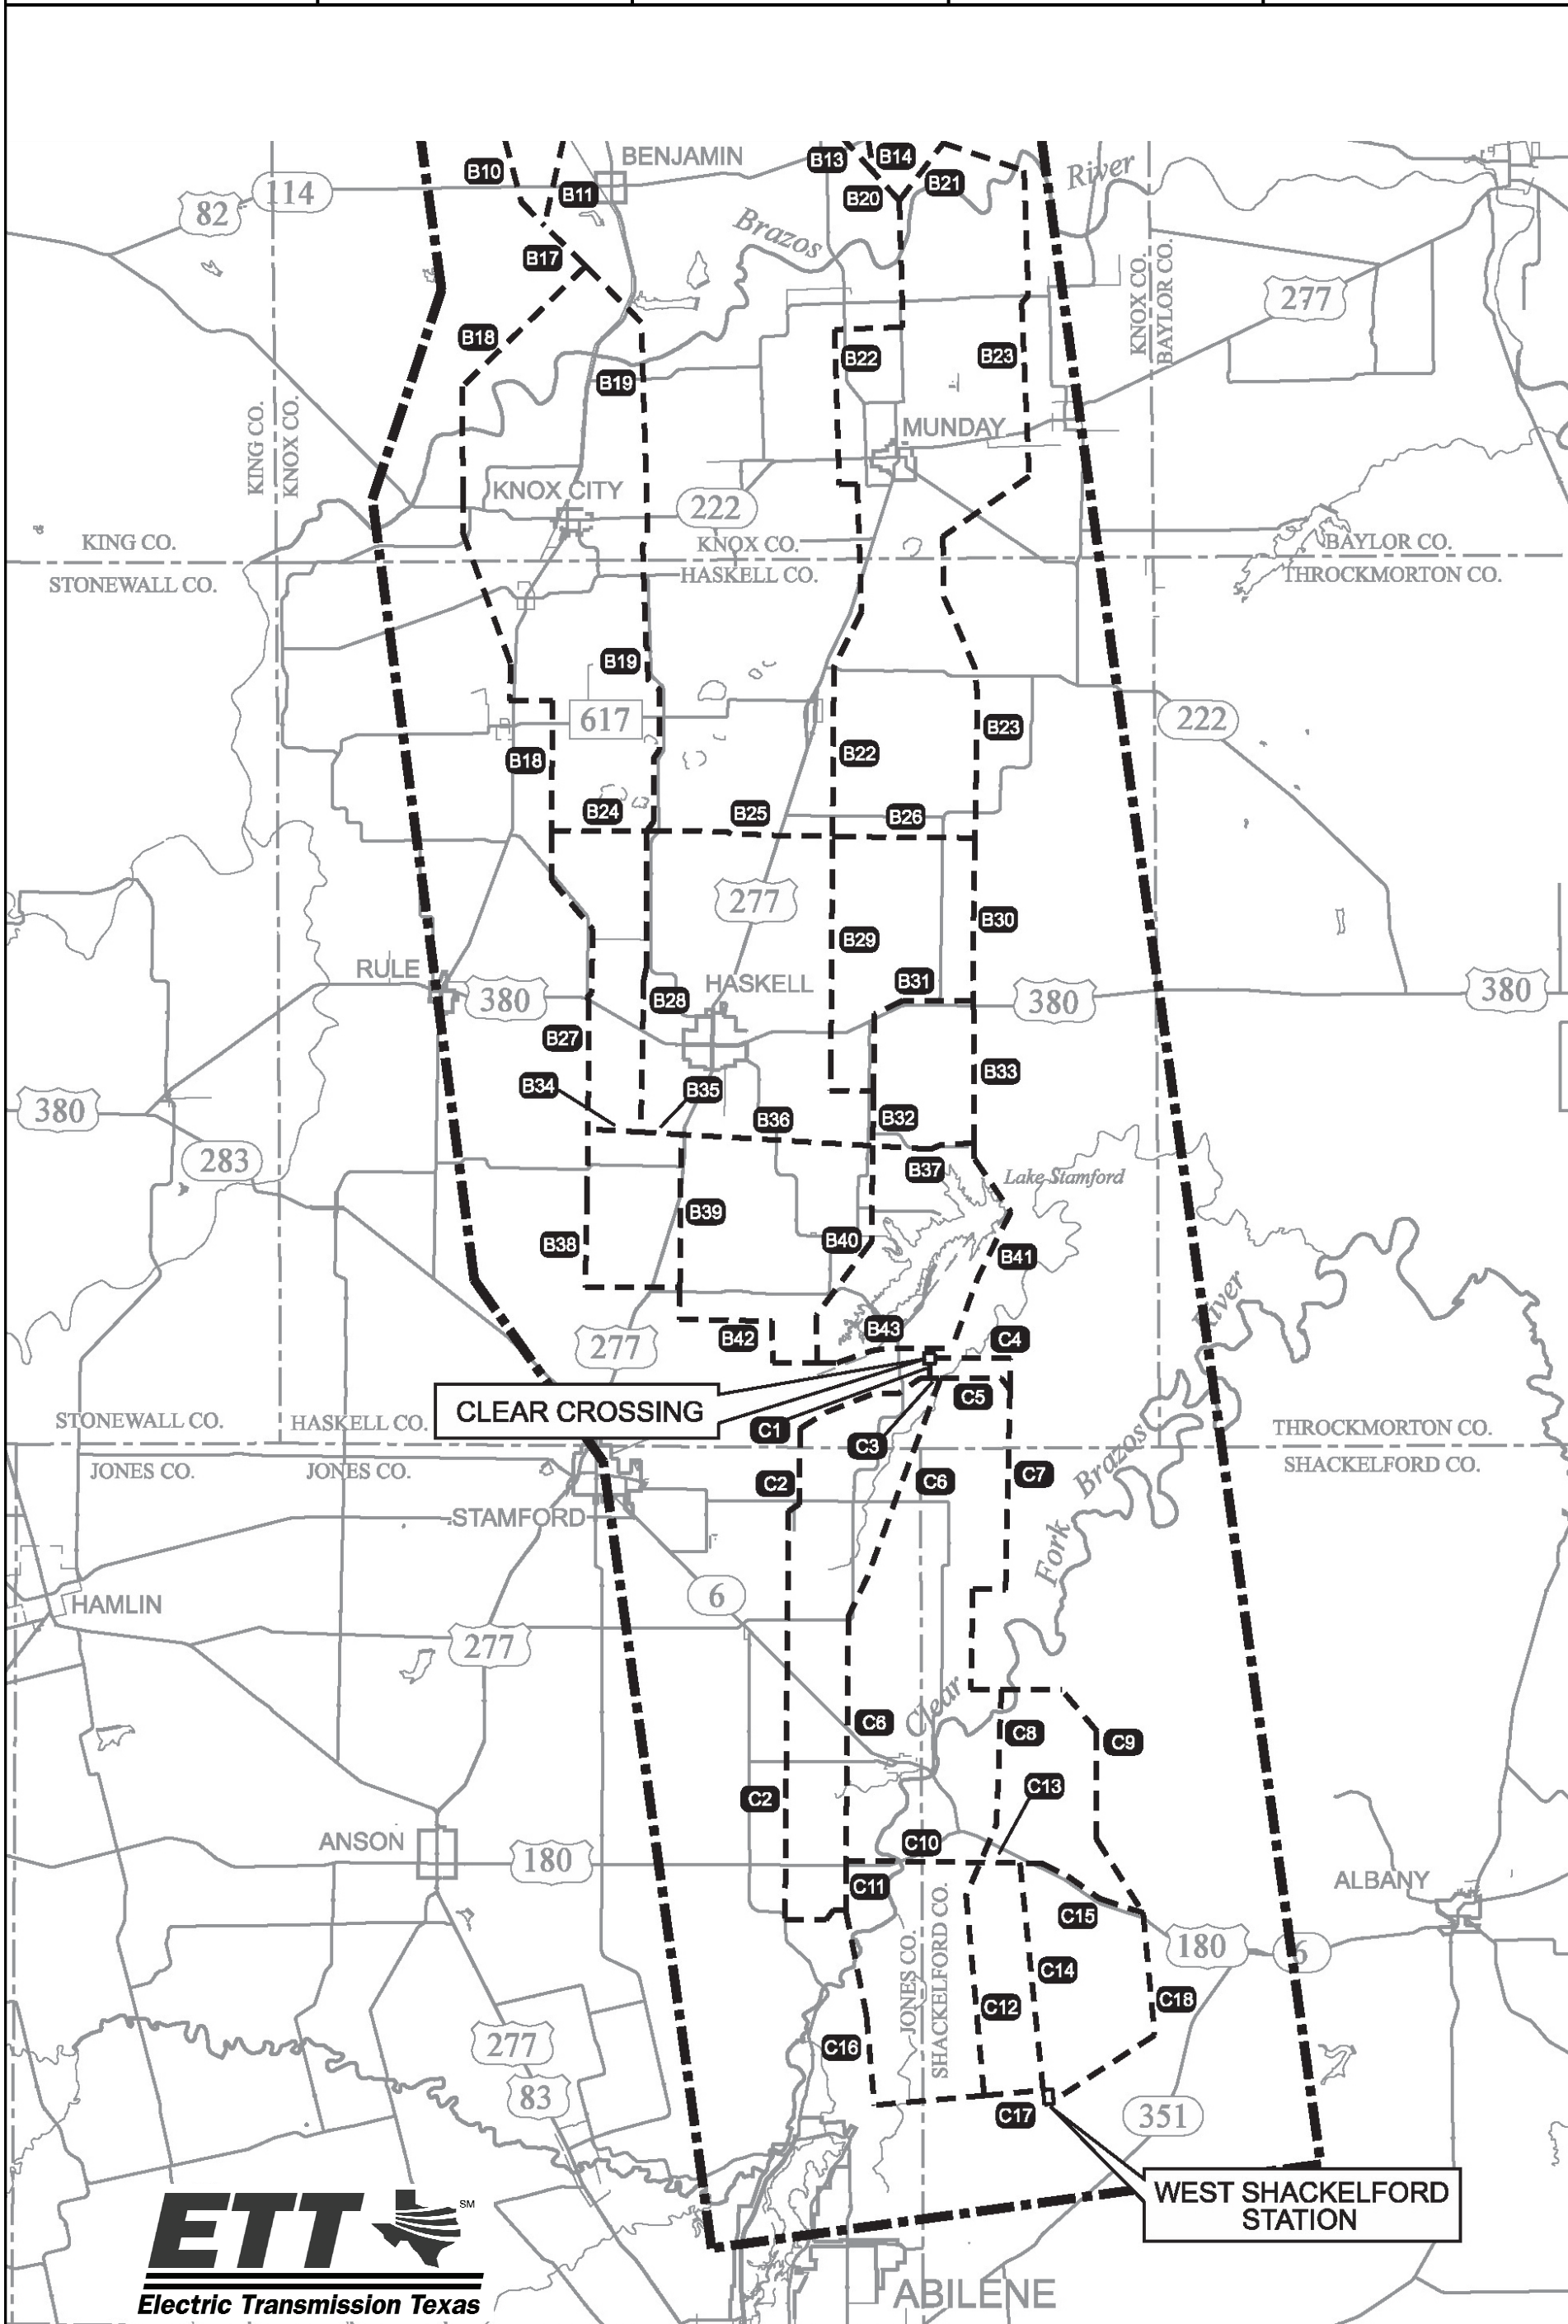 BENJAMIN
B10
B11
B13
B14
B20
B21
River
82
114
Brazos
B17
KNOX CO.
BAYLOR CO.
277
B18
B22
B23
B19
KING CO.
KNOX CO.
MUNDAY
KNOX CITY
222
KING CO.
KNOX CO.
BAYLOR CO.
STONEWALL CO.
HASKELL CO.
THROCKMORTON CO.
B19
617
222
B23
B18
B22
B24
B25
B26
277
B30
B29
RULE
B31
HASKELL
380
B28
380
380
B27
B33
B34
B35
380
B36
B32
283
B37
Lake Stamford
B39
B38
B40
B41
River
B43
C4
277
B42
C5
CLEAR CROSSING
STONEWALL CO.
HASKELL CO.
C1
C3
THROCKMORTON CO.
JONES CO.
JONES CO.
SHACKELFORD CO.
C7
C2
C6
Brazos
STAMFORD
Fork
6
HAMLIN
277
Clear
C6
C8
C9
C13
C2
ANSON
C10
180
ALBANY
C11
C15
180
6
JONES CO.
SHACKELFORD CO.
C14
C12
C18
277
C16
83
C17
351
WEST SHACKELFORD
STATION
ETT
SM
Electric Transmission Texas
ABILENE